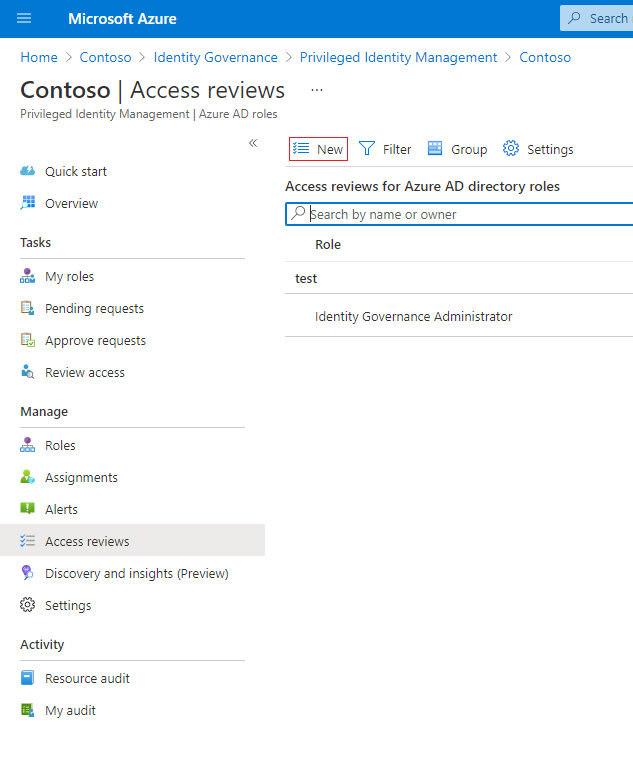 Microsoft Azure
Search
Home > Contoso > Identity Governance > Privileged Identity Management > Contoso
Contoso | Access reviews ...
Privileged Identity Management | Azure AD roles
«
New Filter Group Settings
Quick start
Overview
Tasks
My roles
Pending requests
Approve requests
Review access
Manage
Roles
Assignments
Alerts
Access reviews
Discovery and insights (Preview)
Settings
Activity
Resource audit
My audit
Access reviews for Azure AD directory roles
Search by name or owner
Role
test
Identity Governance Administrator